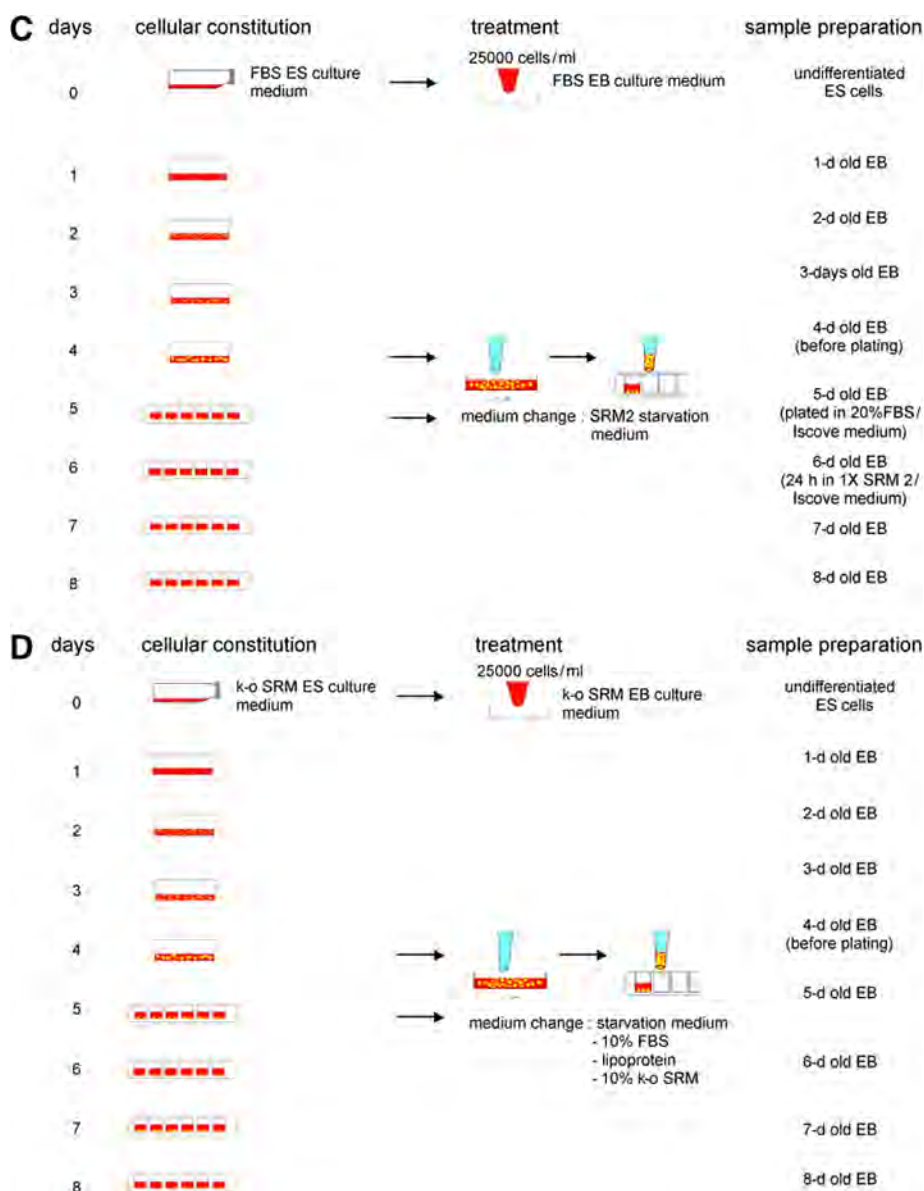 C days cellular constitution treatment sample preparation
0
FBS ES culture
medium
25000 cells/ml
FBS EB culture medium
undifferentiated
ES cells
1
1-d old EB
2
2-d old EB
3
3-days old EB
4
4-d old EB
(before plating)
5
medium change : SRM2 starvation
medium
5-d old EB
(plated in 20%FBS/
Iscove medium)
6
6-d old EB
(24 h in 1X SRM 2/
Iscove medium)
7
7-d old EB
8
8-d old EB
D days cellular constitution treatment sample preparation
0
k-o SRM ES culture
medium
25000 cells/ml
k-o SRM EB culture
medium
undifferentiated
ES cells
1
1-d old EB
2
2-d old EB
3
3-d old EB
4
4-d old EB
(before plating)
5
5-d old EB
medium change : starvation medium
- 10% FBS
- lipoprotein
- 10% k-o SRM
6
6-d old EB
7
7-d old EB
8
8-d old EB